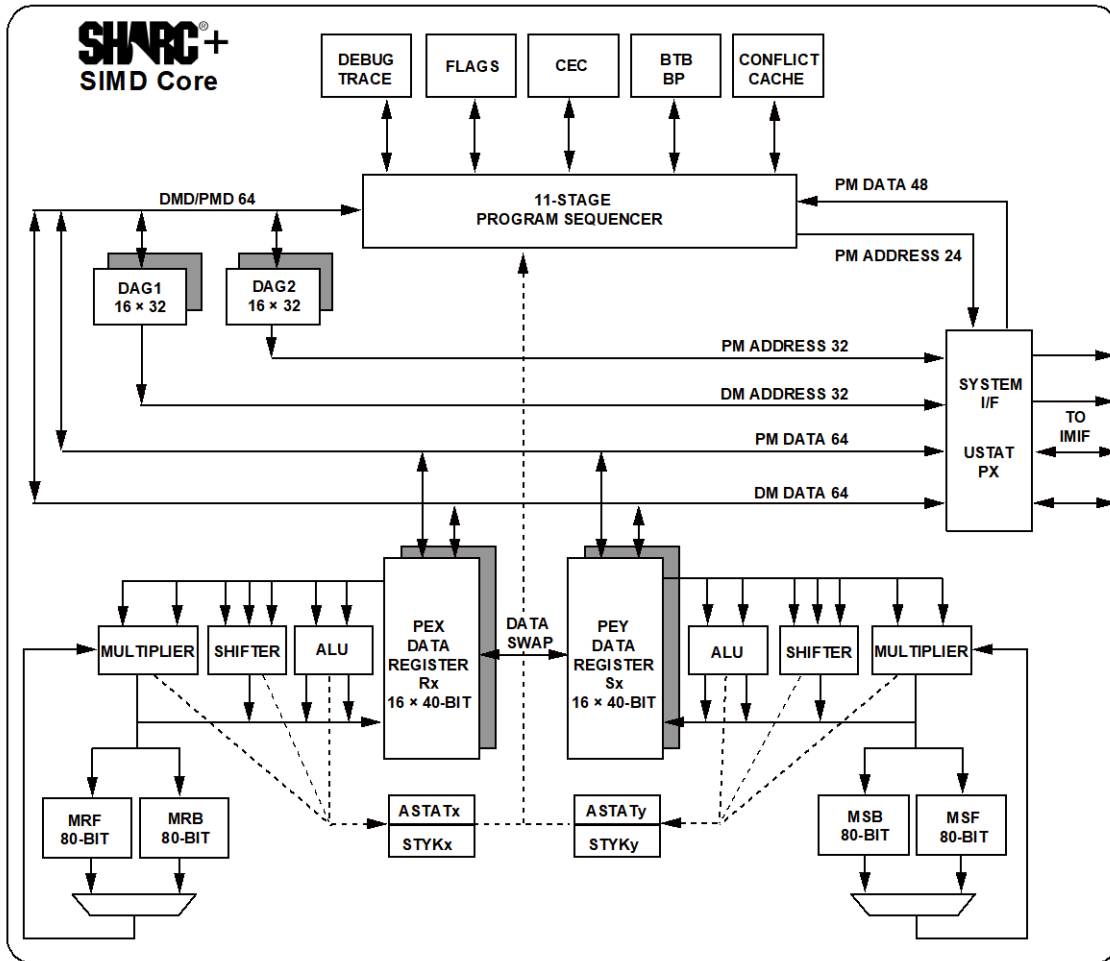 SHARC®+
SIMD Core
DEBUG
TRACE
FLAGS
CEC
BTB
BP
CONFLICT
CACHE
DMD/PMD 64
11-STAGE
PROGRAM SEQUENCER
PM DATA 48
PM ADDRESS 24
DAG1
16 × 32
DAG2
16 × 32
PM ADDRESS 32
DM ADDRESS 32
PM DATA 64
DM DATA 64
SYSTEM
I/F
USTAT
PX
TO
IMIF
MULTIPLIER
SHIFTER
ALU
PEX
DATA
REGISTER
Rx
16 × 40-BIT
DATA
SWAP
PEY
DATA
REGISTER
Sx
16 × 40-BIT
ALU
SHIFTER
MULTIPLIER
MRF
80-BIT
MRB
80-BIT
ASTATx
STYKx
ASTATy
STYKy
MSB
80-BIT
MSF
80-BIT